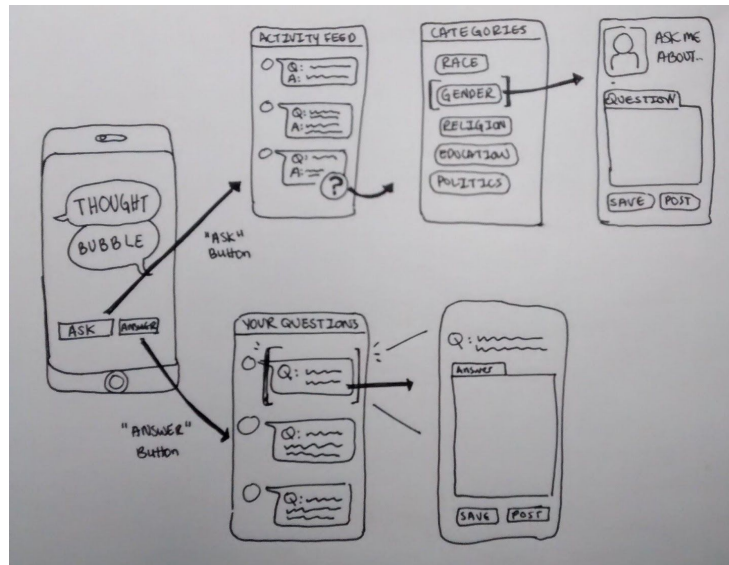 THOUGHT
BUBBLE
ASK
ANSWER
"ASK"
Button
"ANSWER"
Button
ACTIVITY FEED
Q:
A:
Q:
A:
Q:
A:
?
CATEGORIES
RACE
GENDER
RELIGION
EDUCATION
POLITICS
ASK ME
ABOUT...
QUESTION
SAVE
POST
YOUR QUESTIONS
Q:
Q:
Q:
Q:
Answer
SAVE
POST